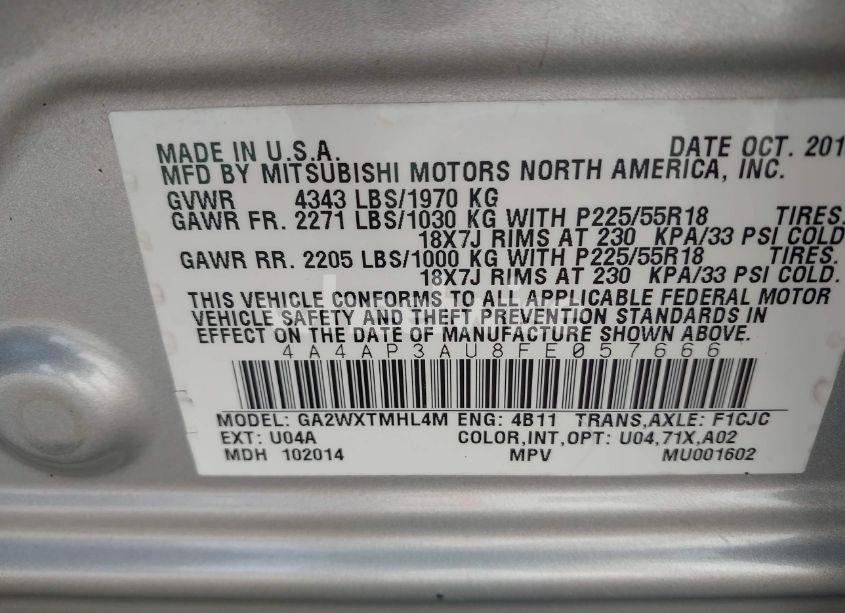 MADE IN U.S.A. DATE OCT. 201
MFD BY MITSUBISHI MOTORS NORTH AMERICA, INC.
GVWR 4343 LBS/1970 KG
GAWR FR. 2271 LBS/1030 KG WITH P225/55R18 TIRES.
18X7J RIMS AT 230 KPA/33 PSI COLD
GAWR RR. 2205 LBS/1000 KG WITH P225/55R18 TIRES.
18X7J RIMS AT 230 KPA/33 PSI COLD.
THIS VEHICLE CONFORMS TO ALL APPLICABLE FEDERAL MOTOR
VEHICLE SAFETY AND THEFT PREVENTION STANDARDS IN
EFFECT ON THE DATE OF MANUFACTURE SHOWN ABOVE.
4A4AP3AU8FE057666
MODEL: GA2WXTMHL4M ENG: 4B11 TRANS,AXLE: F1CJC
EXT: U04A COLOR,INT,OPT: U04,71X,A02
MDH 102014 MPV MU001602